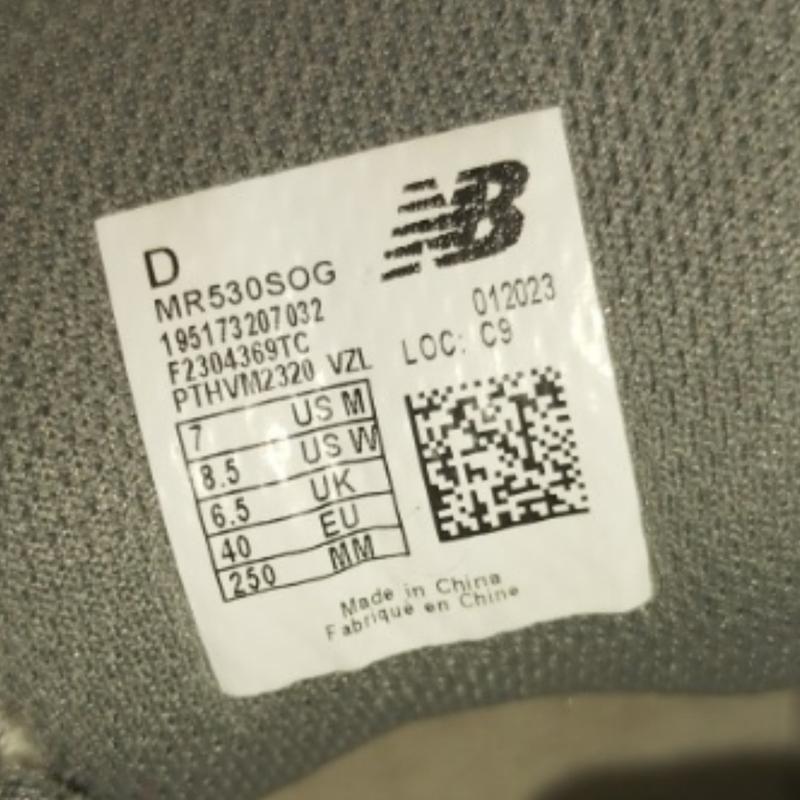 NB
D
MR530SOG
195173207032
012023
F2304369TC
LOC: C9
PTHVM2320 VZL
7 US M
8.5 US W
6.5 UK
40 EU
250 MM
Made in China
Fabriqué en Chine